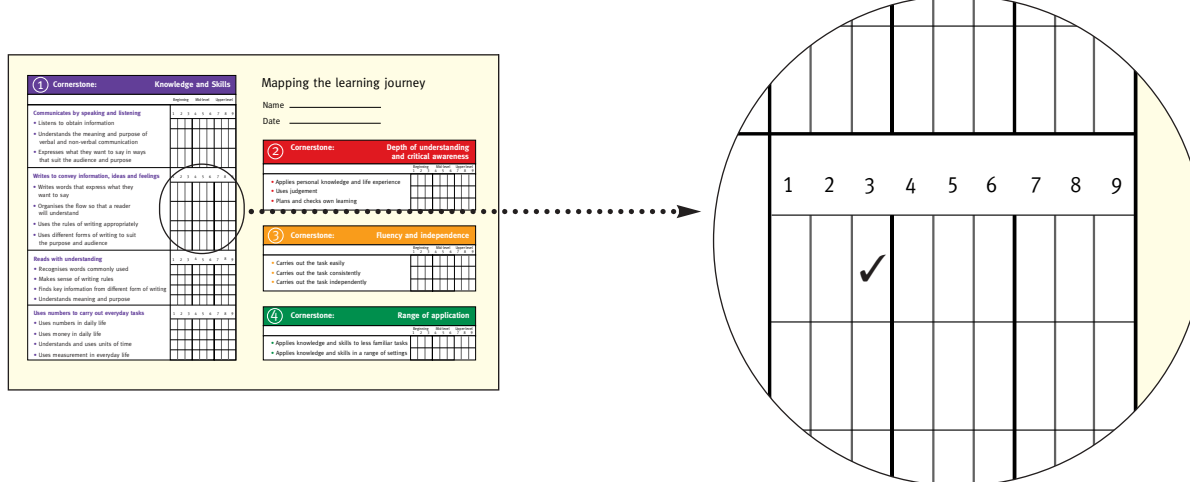 1 Cornerstone: Knowledge and Skills
Beginning Mid level Upper level
Communicates by speaking and listening 1 2 3 4 5 6 7 8 9
• Listens to obtain information
• Understands the meaning and purpose of
verbal and non-verbal communication
• Expresses what they want to say in ways
that suit the audience and purpose
Writes to convey information, ideas and feelings 1 2 3 4 5 6 7 8 9
• Writes words that express what they
want to say
• Organises the flow so that a reader
will understand
• Uses the rules of writing appropriately
• Uses different forms of writing to suit
the purpose and audience
Reads with understanding 1 2 3 4 5 6 7 8 9
• Recognises words commonly used
• Makes sense of writing rules
• Finds key information from different form of writing
• Understands meaning and purpose
Uses numbers to carry out everyday tasks 1 2 3 4 5 6 7 8 9
• Uses numbers in daily life
• Uses money in daily life
• Understands and uses units of time
• Uses measurement in everyday life
Mapping the learning journey
Name
Date
2 Cornerstone: Depth of understanding
and critical awareness
Beginning Mid level Upper level
1 2 3 4 5 6 7 8 9
• Applies personal knowledge and life experience
• Uses judgement
• Plans and checks own learning
3 Cornerstone: Fluency and independence
Beginning Mid level Upper level
1 2 3 4 5 6 7 8 9
• Carries out the task easily
• Carries out the task consistently
• Carries out the task independently
4 Cornerstone: Range of application
Beginning Mid level Upper level
1 2 3 4 5 6 7 8 9
• Applies knowledge and skills to less familiar tasks
• Applies knowledge and skills in a range of settings
1 2 3 4 5 6 7 8 9
✓